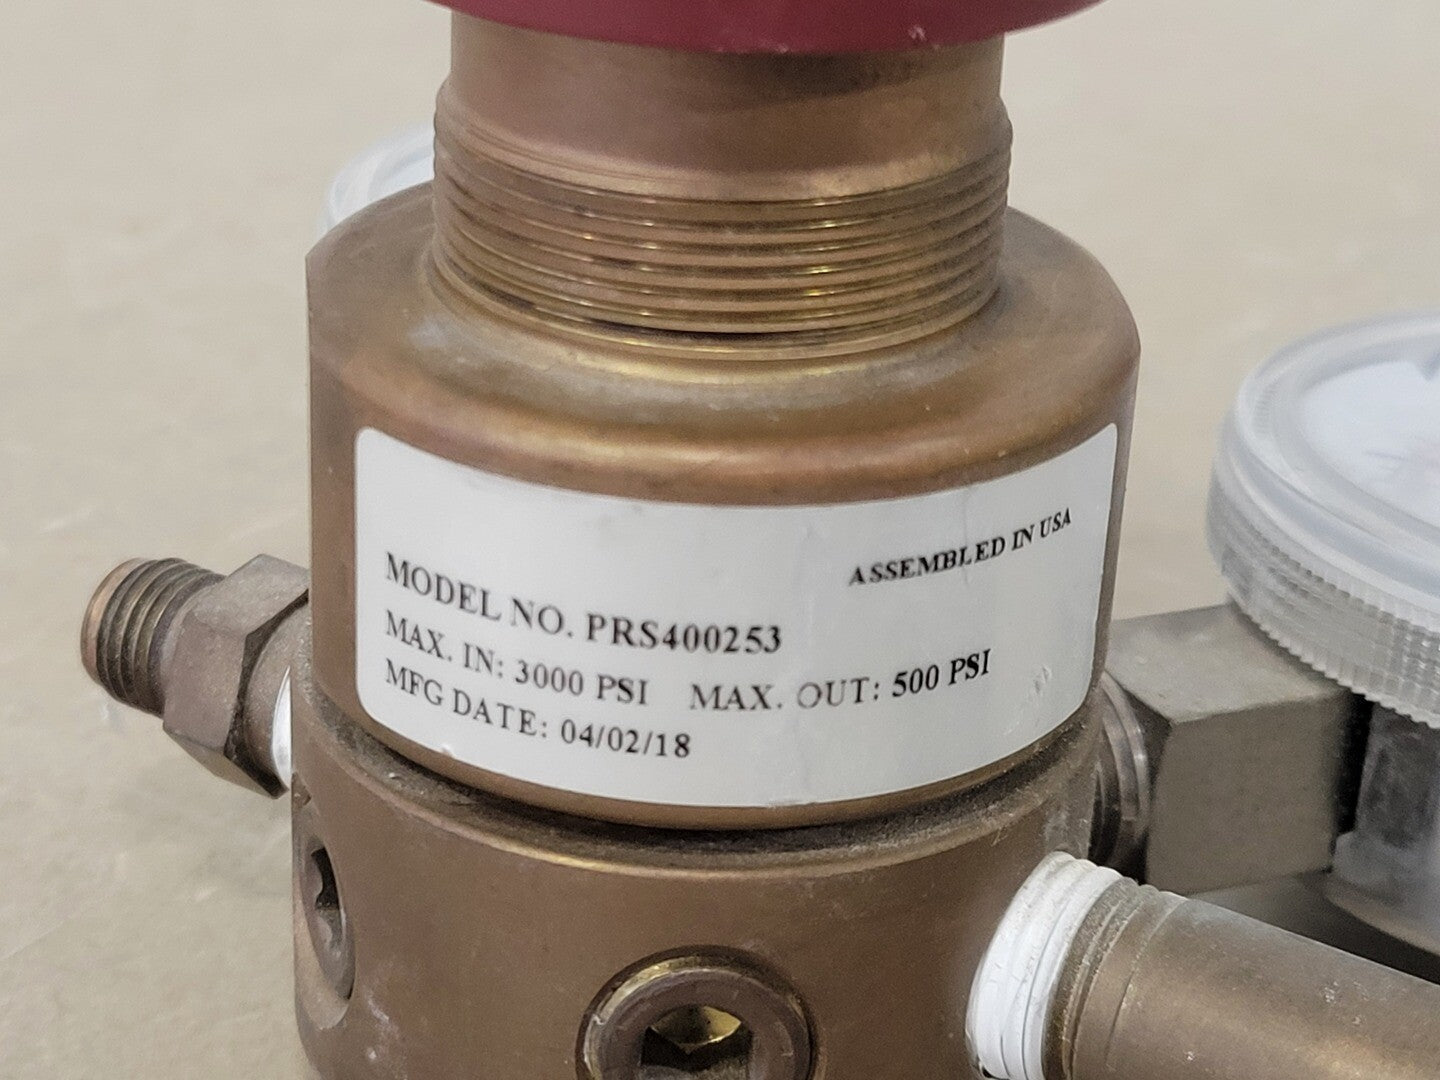 ASSEMBLED IN USA
MODEL NO. PRS400253
MAX. IN: 3000 PSI MAX. OUT: 500 PSI
MFG DATE: 04/02/18